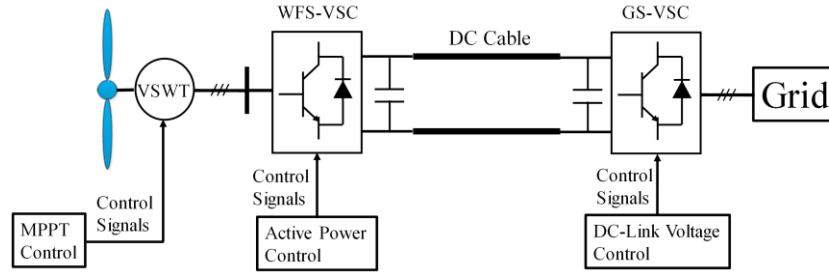 WFS-VSC
GS-VSC
DC Cable
VSWT
Grid
Control
Signals
Control
Signals
Control
Signals
MPPT
Control
Active Power
Control
DC-Link Voltage
Control